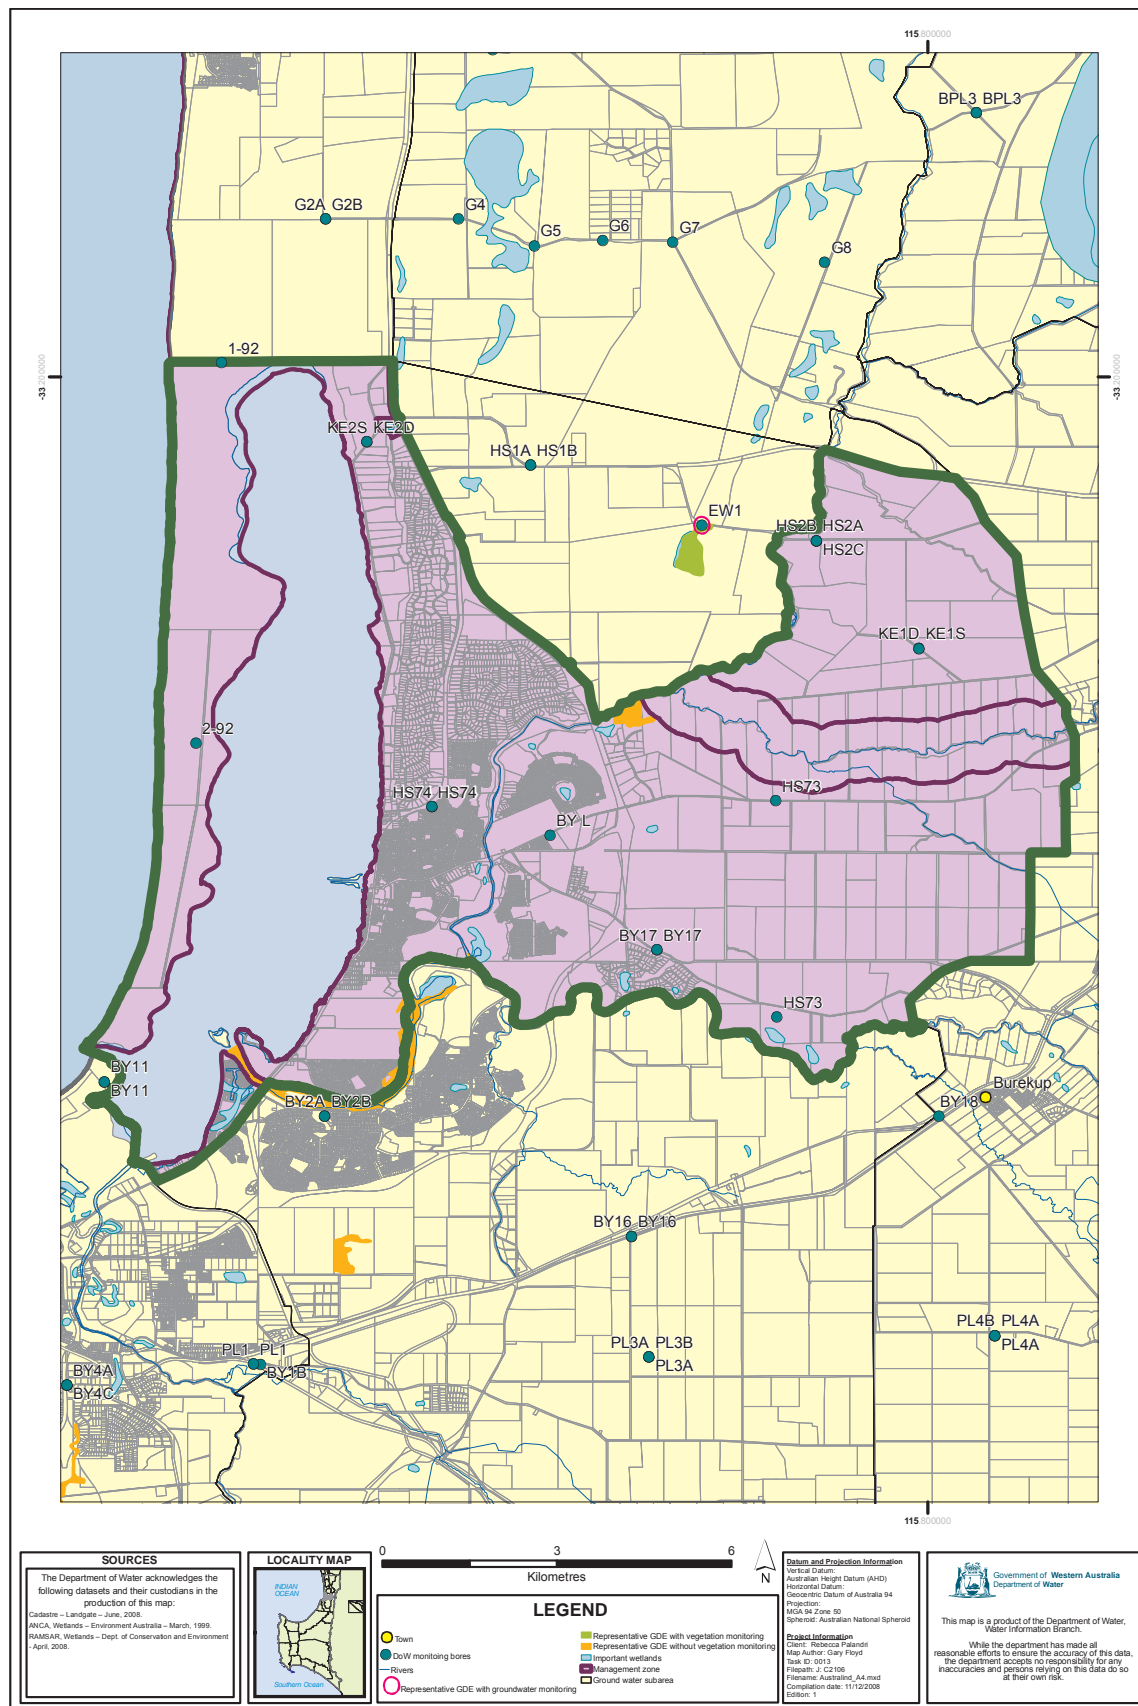 115.800000
BPL3 BPL3
G2A G2B
G4
G5
G6
G7
G8
1-92
-33.200000
-33.200000
KE2S KE2D
HS1A HS1B
EW1
HS2B HS2A
HS2C
KE1D KE1S
2-92
HS74 HS74
HS73
BY L
BY17 BY17
HS73
BY11
BY11
BY2A BY2B
Burekup
BY18
BY16 BY16
PL4B PL4A
PL4A
PL3A PL3B
PL3A
PL1 PL1
BY1B
BY4A
BY4C
115.800000
SOURCES
The Department of Water acknowledges the
following datasets and their custodians in the
production of this map:
Cadastre – Landgate – June, 2008.
ANCA, Wetlands – Environment Australia – March, 1999.
RAMSAR, Wetlands – Dept. of Conservation and Environment
- April, 2008.
LOCALITY MAP
INDIAN
OCEAN
Southern Ocean
0 3 6
Kilometres
N
LEGEND
Town
DoW monitoing bores
Rivers
Representative GDE with groundwater monitoring
Representative GDE with vegetation monitoring
Representative GDE without vegetation monitoring
Important wetlands
Management zone
Ground water subarea
Datum and Projection Information
Vertical Datum:
Australian Height Datum (AHD)
Horizontal Datum:
Geocentric Datum of Australia 94
Projection:
MGA 94 Zone 50
Spheroid: Australian National Spheroid
Project Information
Client: Rebecca Palandri
Map Author: Gary Floyd
Task ID: 0013
Filepath: J: C2106
Filename: Australind_A4.mxd
Compilation date: 11/12/2008
Edition: 1
Government of Western Australia
Department of Water
This map is a product of the Department of Water,
Water Information Branch.
While the department has made all
reasonable efforts to ensure the accuracy of this data,
the department accepts no responsibility for any
inaccuracies and persons relying on this data do so
at their own risk.